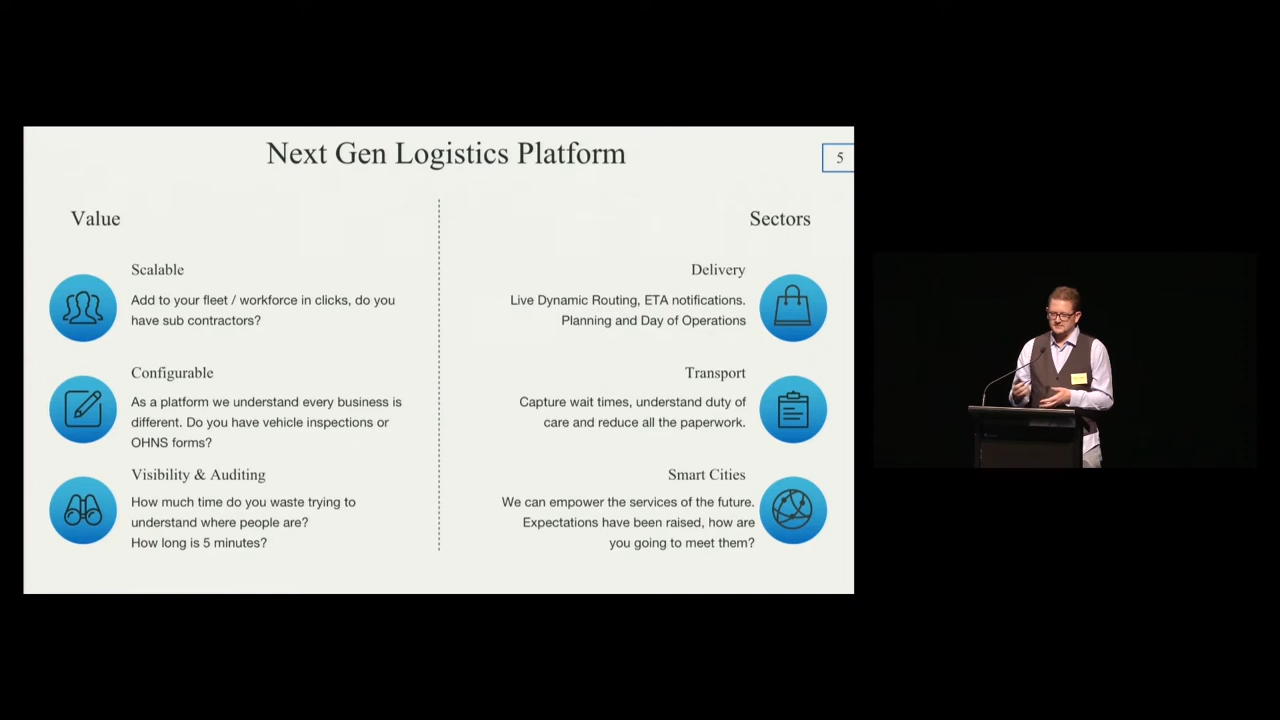 Next Gen Logistics Platform
5
Value
Scalable
Add to your fleet / workforce in clicks, do you
have sub contractors?
Configurable
As a platform we understand every business is
different. Do you have vehicle inspections or
OHNS forms?
Visibility & Auditing
How much time do you waste trying to
understand where people are?
How long is 5 minutes?
Sectors
Delivery
Live Dynamic Routing, ETA notifications.
Planning and Day of Operations
Transport
Capture wait times, understand duty of
care and reduce all the paperwork.
Smart Cities
We can empower the services of the future.
Expectations have been raised, how are
you going to meet them?